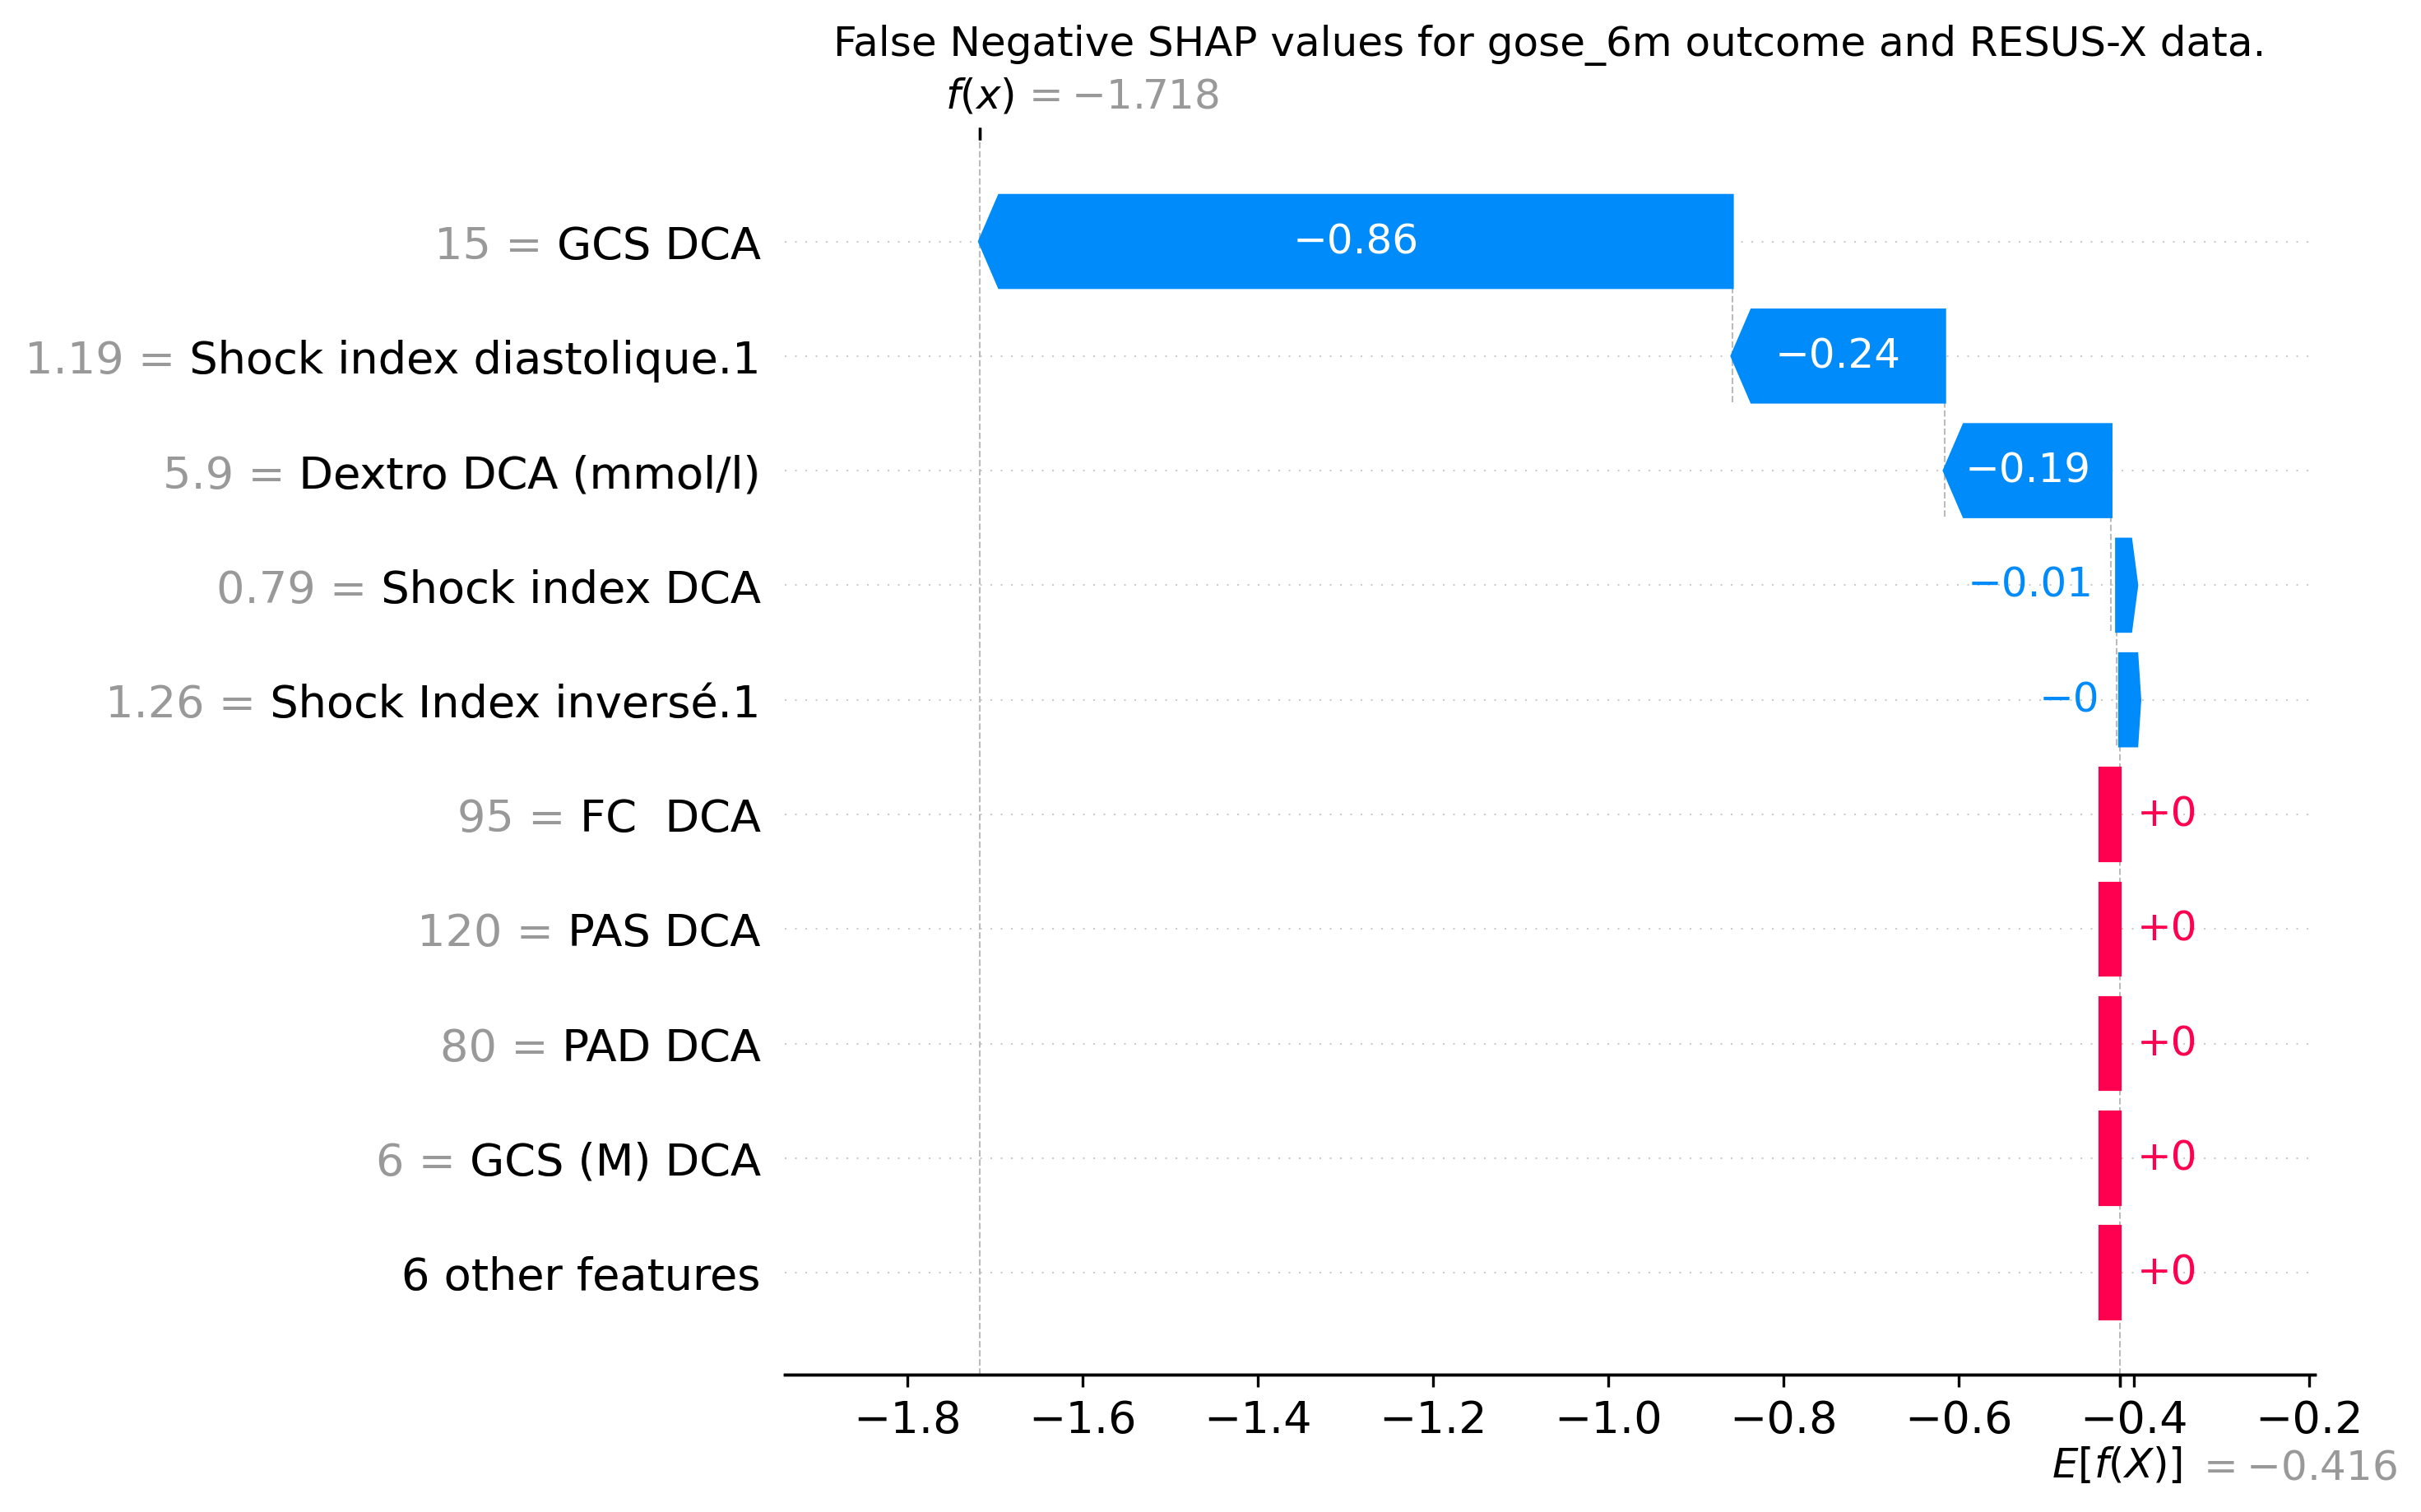 False Negative SHAP values for gose_6m outcome and RESUS-X data.
f(x) = −1.718
15 = GCS DCA
−0.86
1.19 = Shock index diastolique.1
−0.24
5.9 = Dextro DCA (mmol/l)
−0.19
0.79 = Shock index DCA
−0.01
1.26 = Shock Index inversé.1
−0
95 = FC  DCA
+0
120 = PAS DCA
+0
80 = PAD DCA
+0
6 = GCS (M) DCA
+0
6 other features
+0
−1.8 −1.6 −1.4 −1.2 −1.0 −0.8 −0.6 −0.4 −0.2
E[f(X)] = −0.416